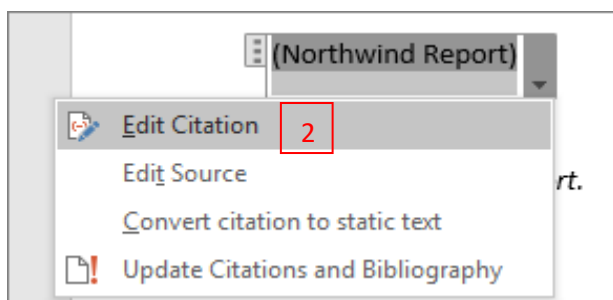 (Northwind Report)
Edit Citation 2
Edit Source
rt.
Convert citation to static text
Update Citations and Bibliography